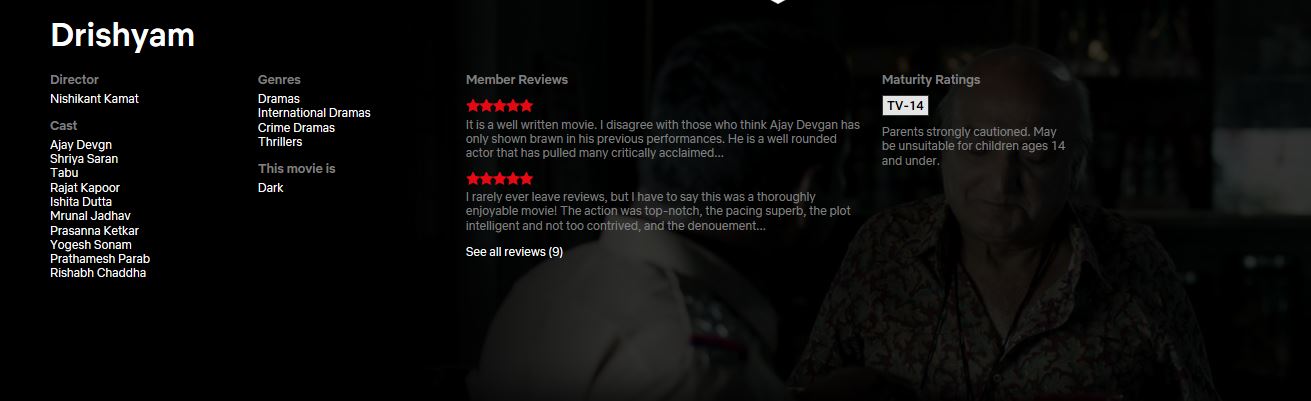 Drishyam
Director
Nishikant Kamat
Cast
Ajay Devgn
Shriya Saran
Tabu
Rajat Kapoor
Ishita Dutta
Mrunal Jadhav
Prasanna Ketkar
Yogesh Sonam
Prathamesh Parab
Rishabh Chaddha
Genres
Dramas
International Dramas
Crime Dramas
Thrillers
This movie is
Dark
Member Reviews
It is a well written movie. I disagree with those who think Ajay Devgan has
only shown brawn in his previous performances. He is a well rounded
actor that has pulled many critically acclaimed...
I rarely ever leave reviews, but I have to say this was a thoroughly
enjoyable movie! The action was top-notch, the pacing superb, the plot
intelligent and not too contrived, and the denouement...
See all reviews (9)
Maturity Ratings
TV-14
Parents strongly cautioned. May
be unsuitable for children ages 14
and under.